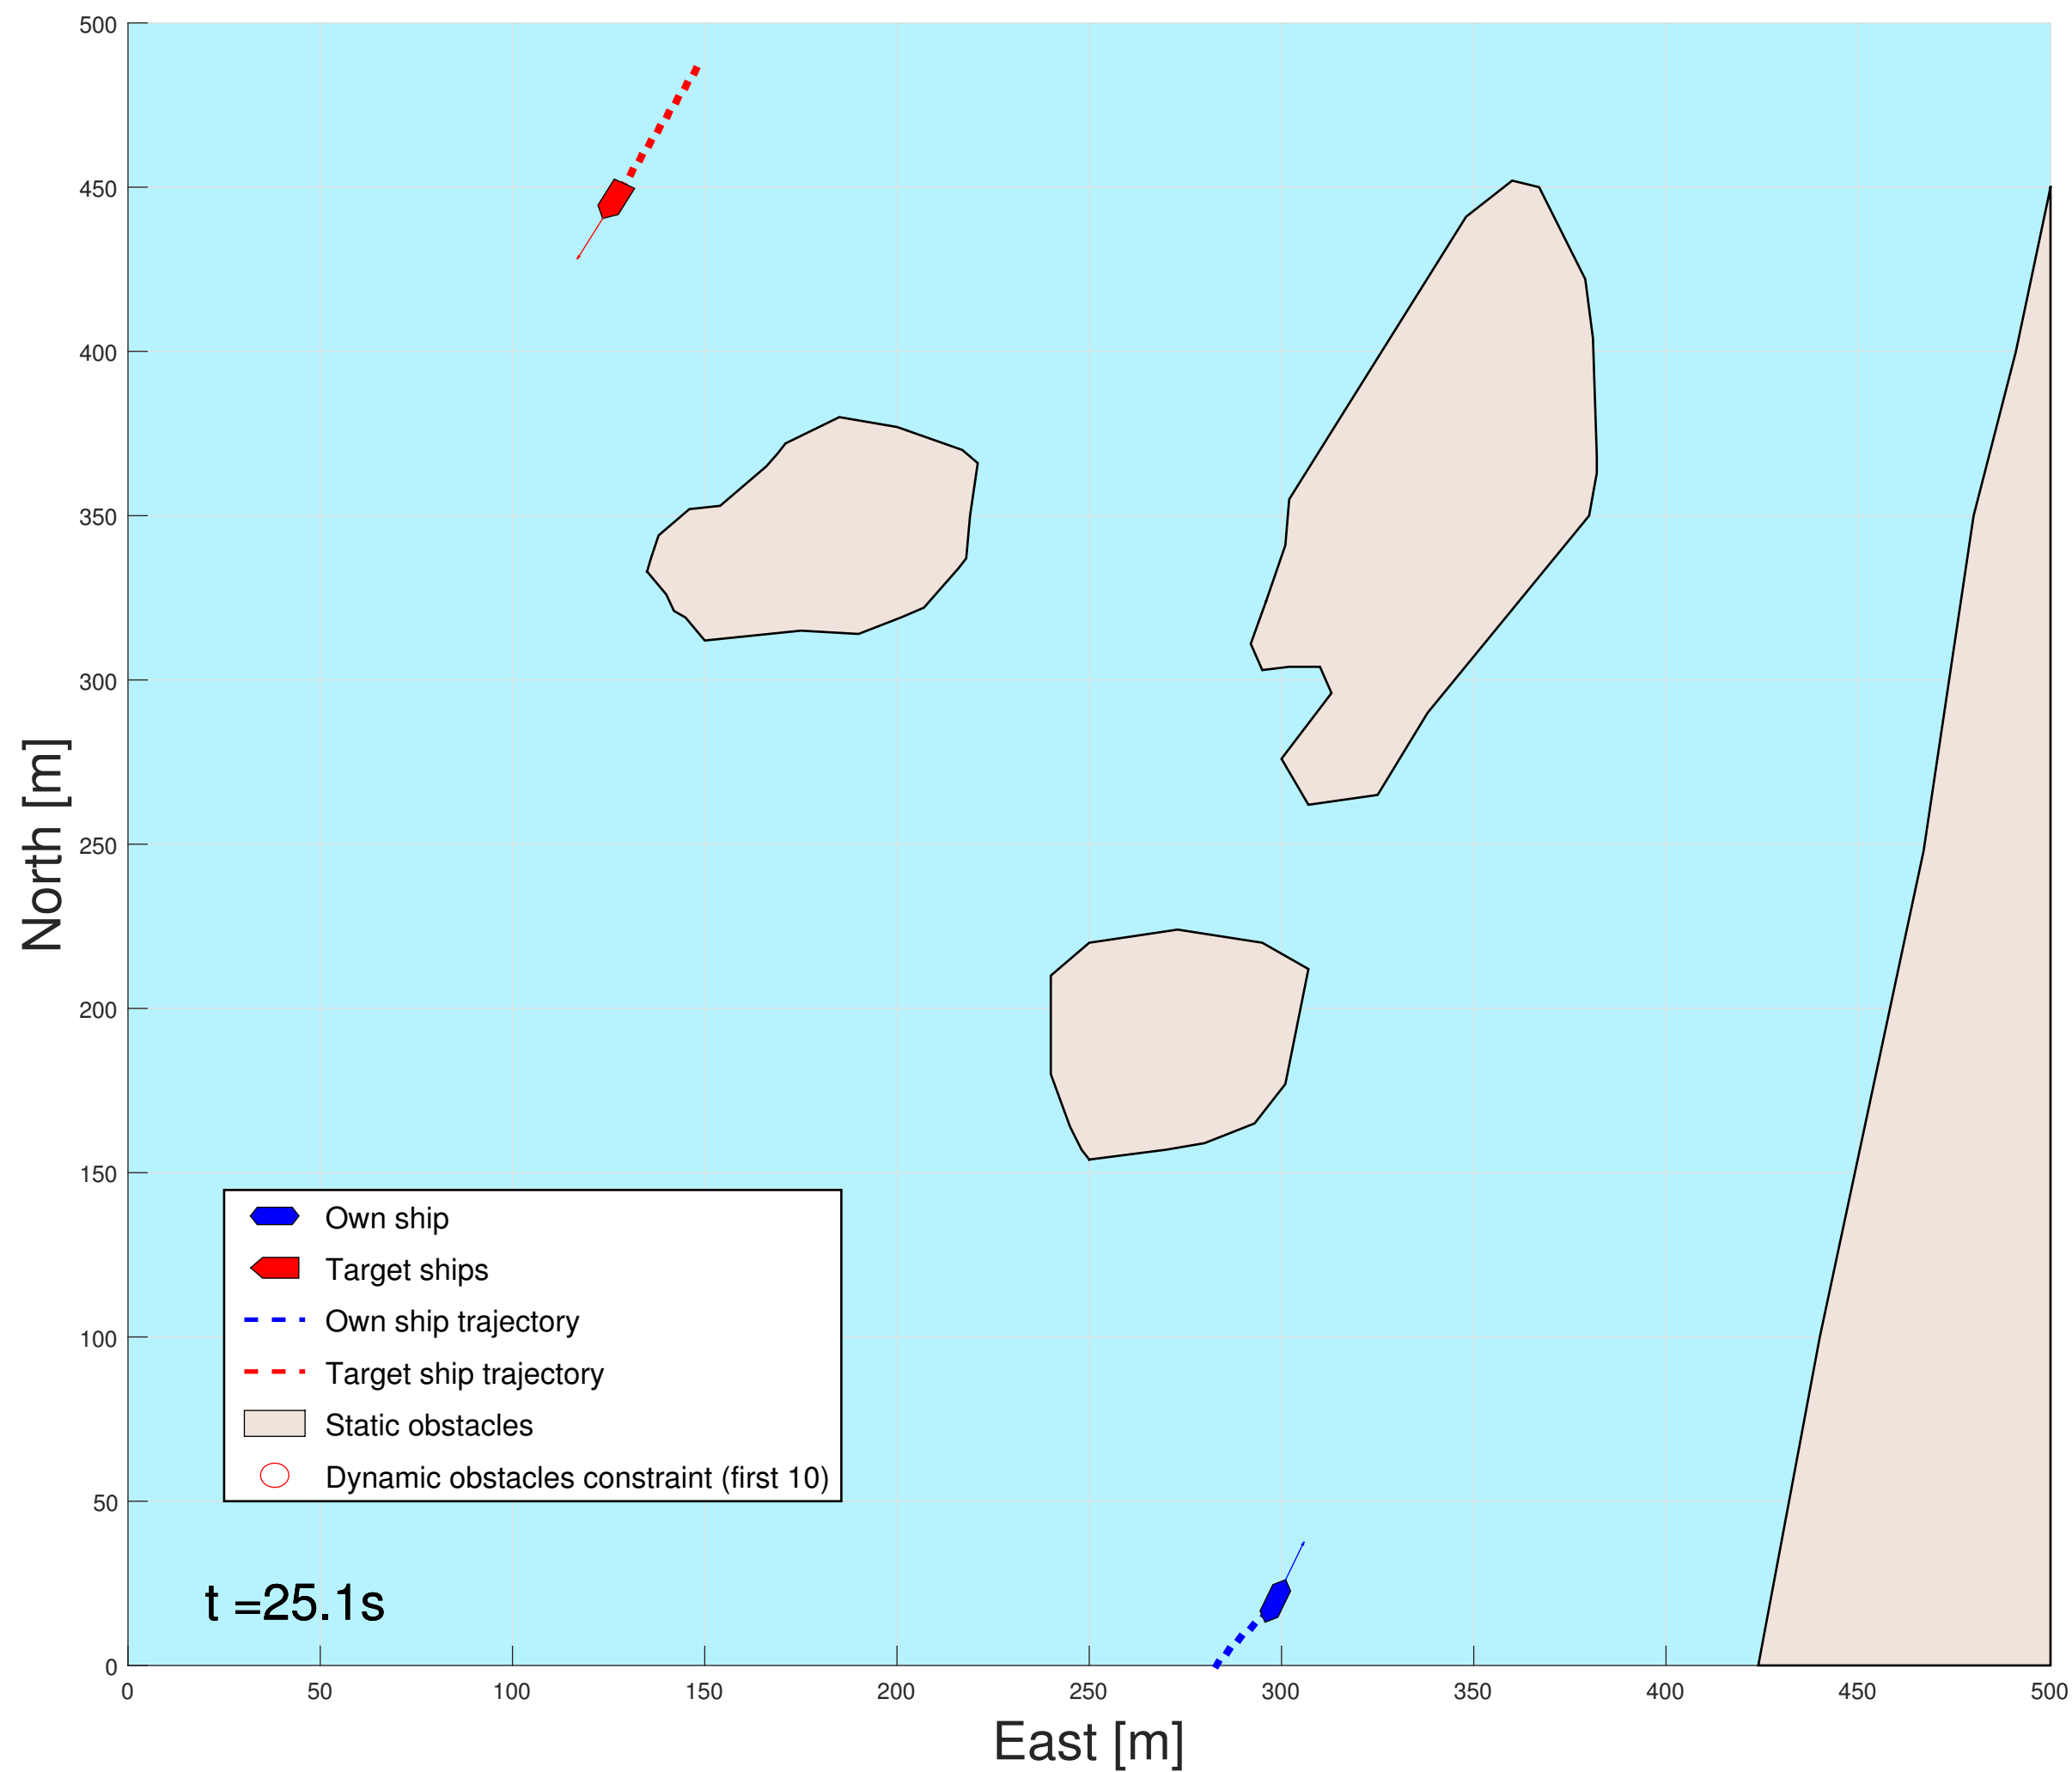 500
450
400
350
300
250
200
150
100
50
0
North [m]
Own ship
Target ships
Own ship trajectory
Target ship trajectory
Static obstacles
Dynamic obstacles constraint (first 10)
t =25.1s
0 50 100 150 200 250 300 350 400 450 500
East [m]